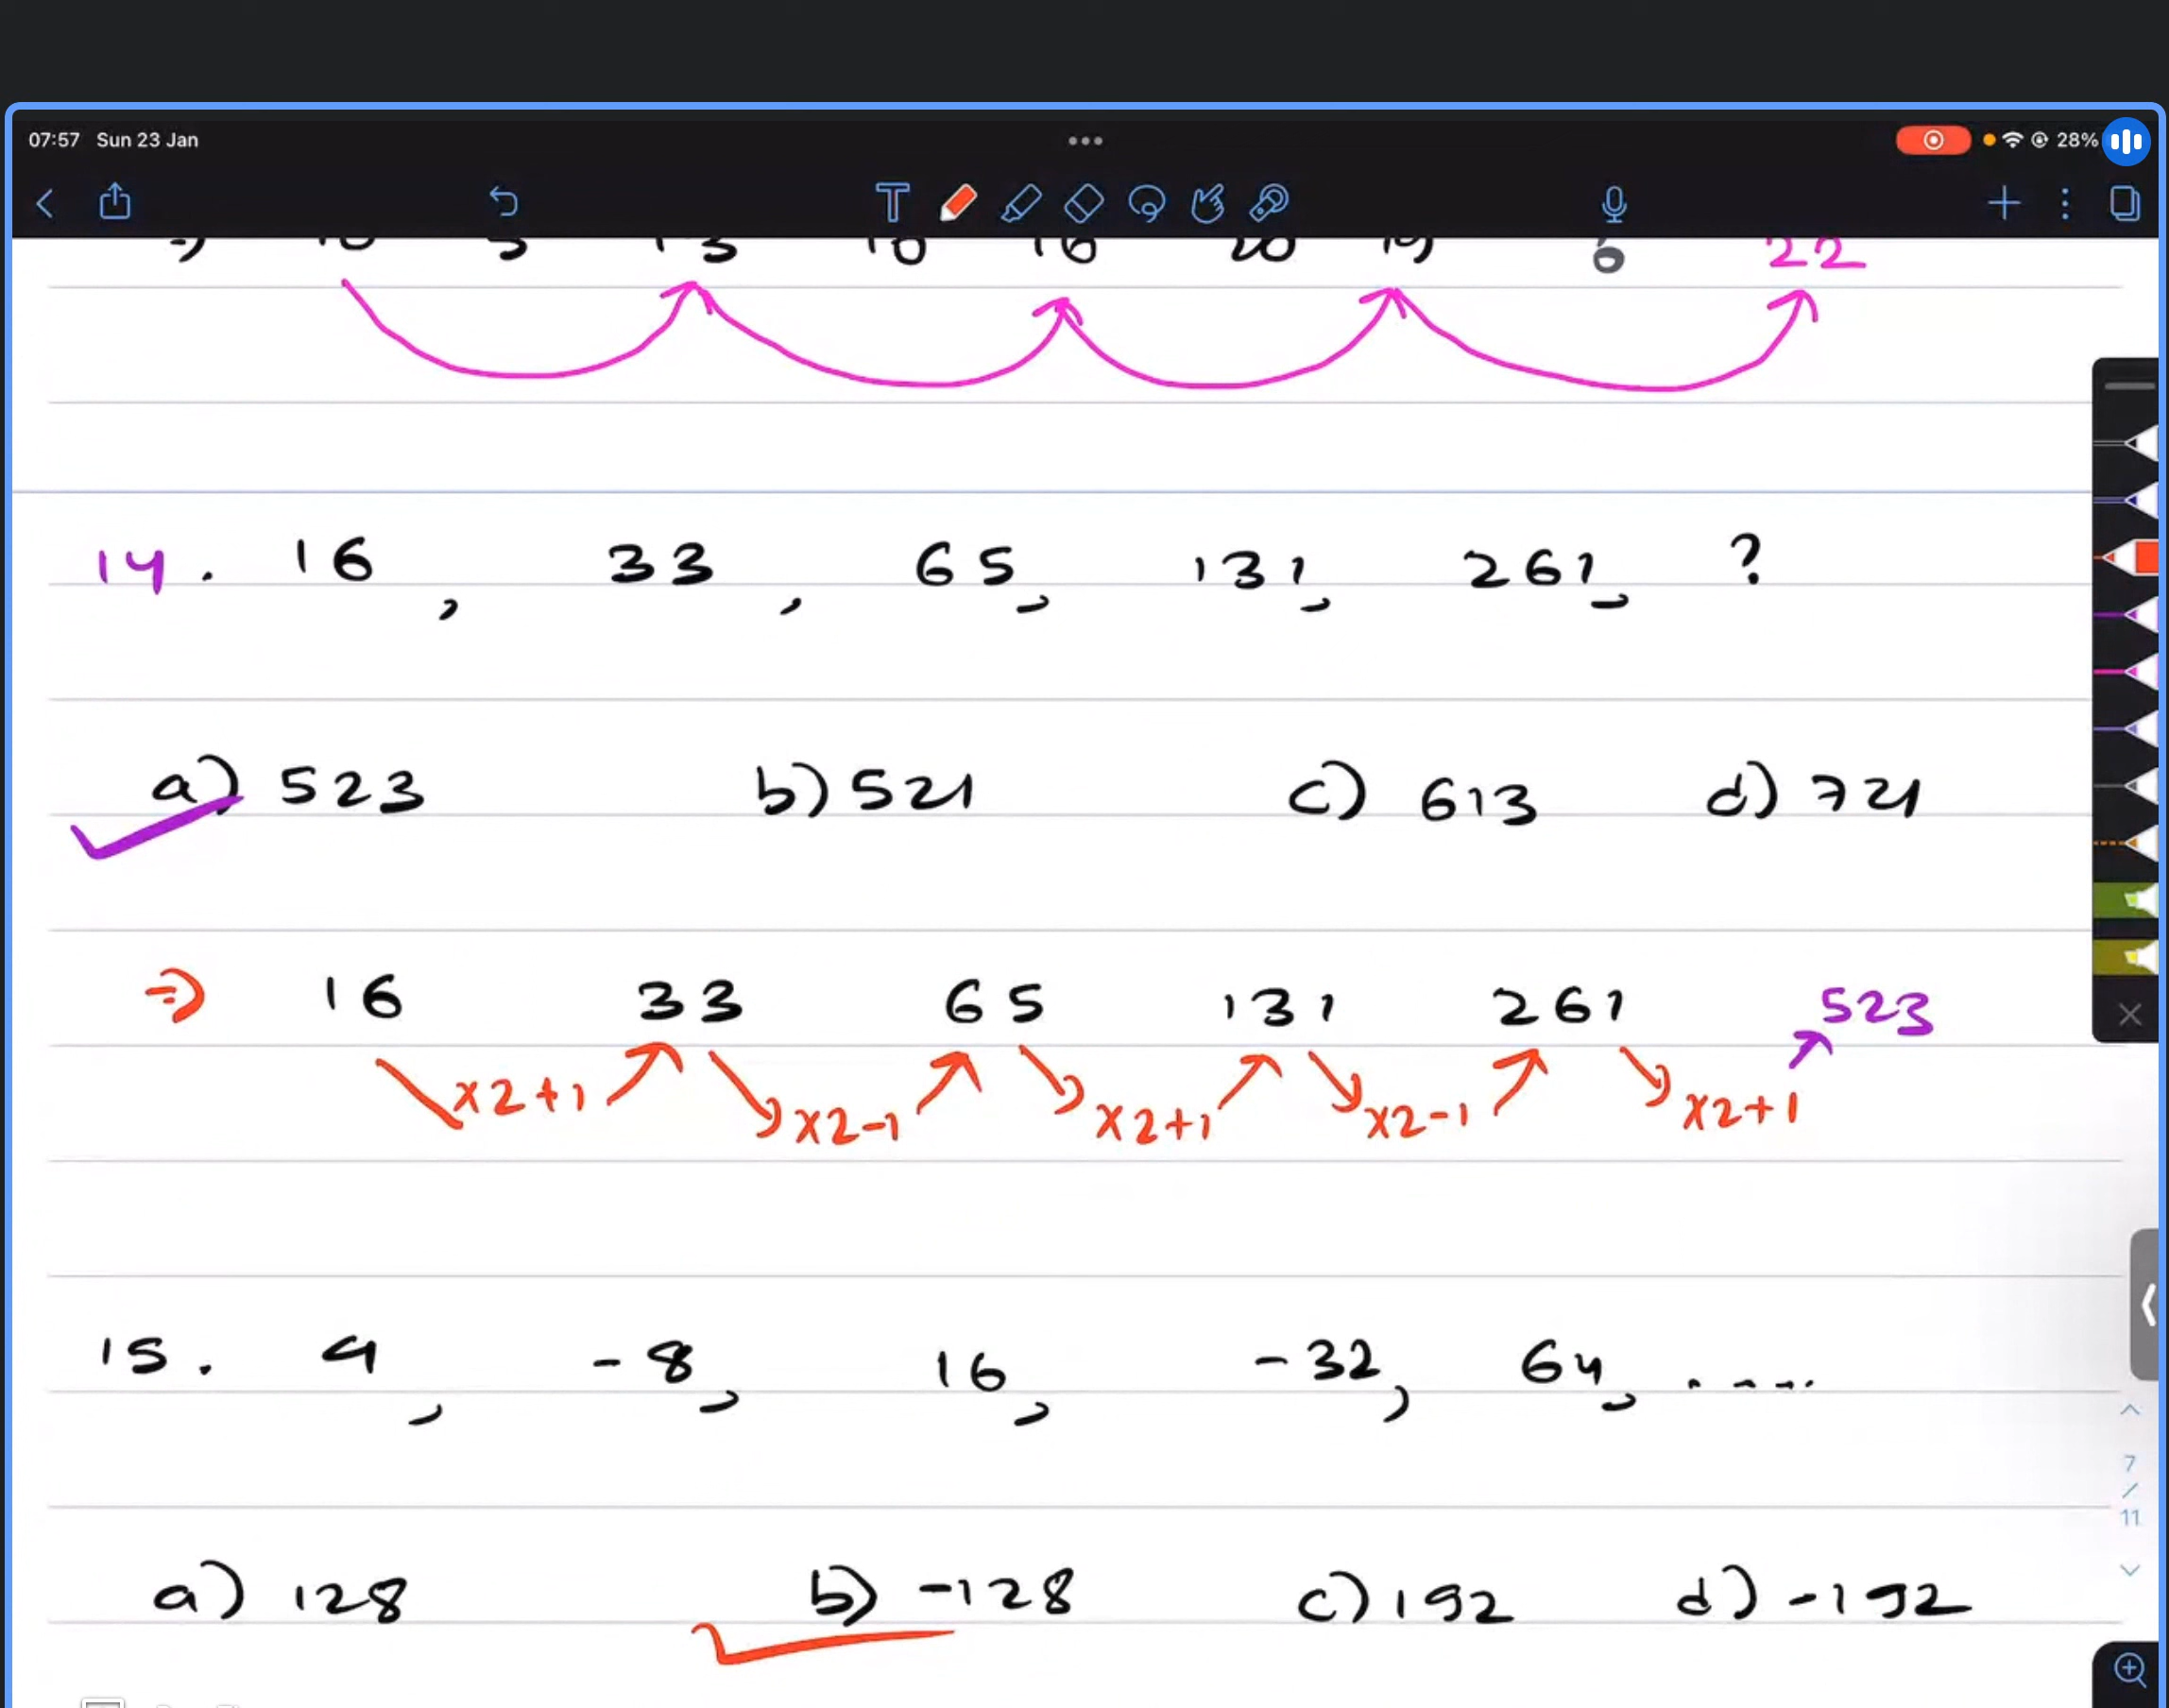 07:57 Sun 23 Jan
28%
T
22
14. 16, 33, 65, 131, 261, ?
a) 523 b) 521 c) 613 d) 721
=) 16 33 65 131 261 523
x2+1 x2-1 x2+1 x2-1 x2+1
15. 4, -8, 16, -32, 64, .....
7
/
11
a) 128 b) -128 c) 192 d) -192